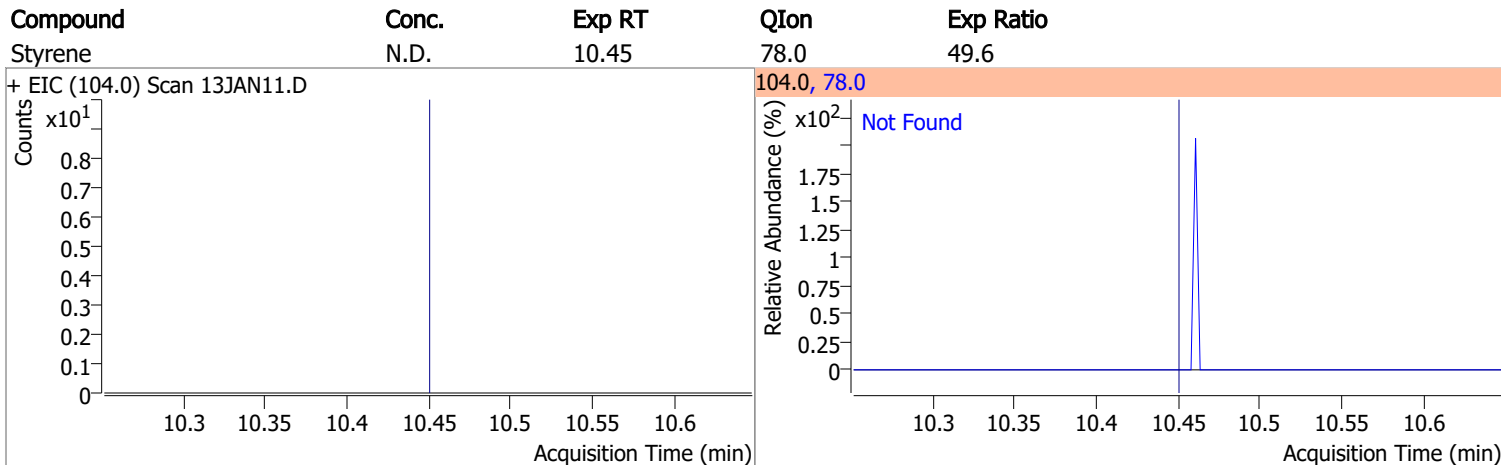 Compound Conc. Exp RT QIon Exp Ratio
Styrene N.D. 10.45 78.0 49.6
+ EIC (104.0) Scan 13JAN11.D
Counts
x10¹
0.8
0.7
0.6
0.5
0.4
0.3
0.2
0.1
0
10.3 10.35 10.4 10.45 10.5 10.55 10.6
Acquisition Time (min)
104.0, 78.0
Relative Abundance (%)
x10²
Not Found
1.75
1.5
1.25
1
0.75
0.5
0.25
0
10.3 10.35 10.4 10.45 10.5 10.55 10.6
Acquisition Time (min)